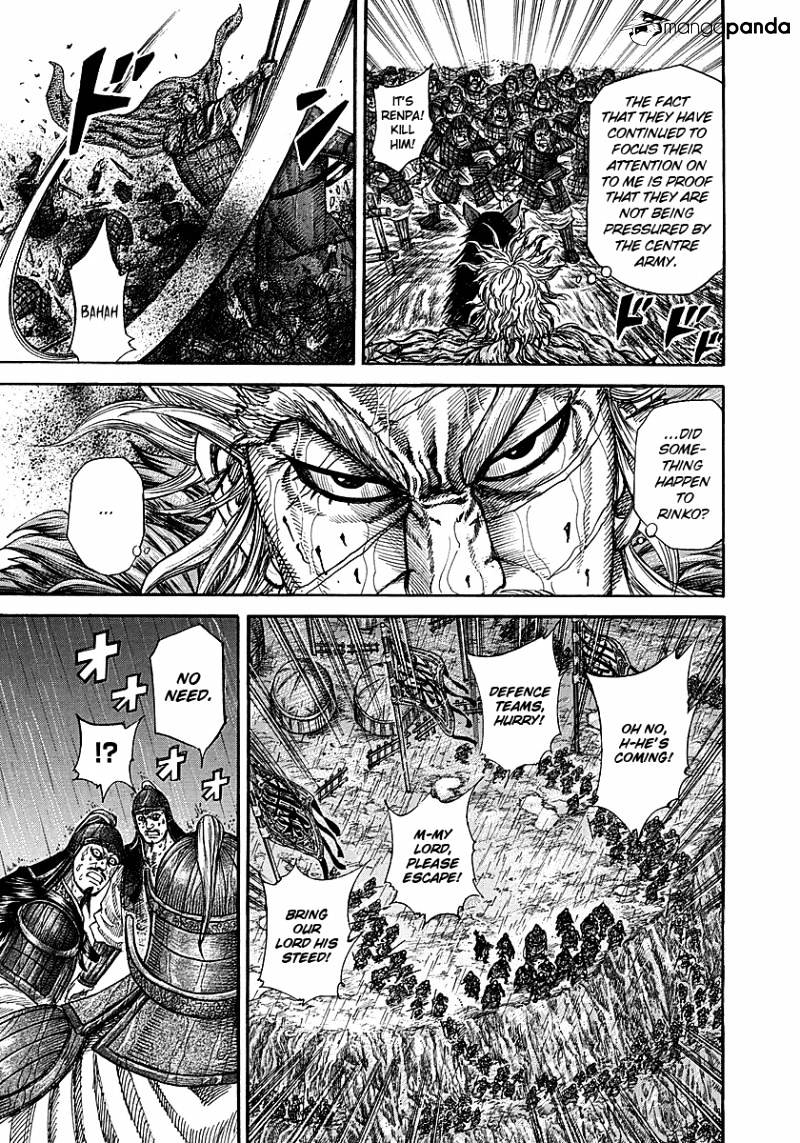 mangapanda
THE FACT
THAT THEY HAVE
CONTINUED TO
FOCUS THEIR
ATTENTION ON
TO ME IS PROOF
THAT THEY ARE
NOT BEING
PRESSURED BY
THE CENTRE
ARMY.
IT'S
RENPA!
KILL
HIM!
ドドド
ドドド
BAHAH
...DID
SOME-
THING
HAPPEN
TO
RINKO?
...
OH NO,
H-HE'S
COMING!
DEFENCE
TEAMS,
HURRY!
M-MY
LORD,
PLEASE
ESCAPE!
BRING
OUR
LORD HIS
STEED!
NO
NEED.
オオオオ
!?